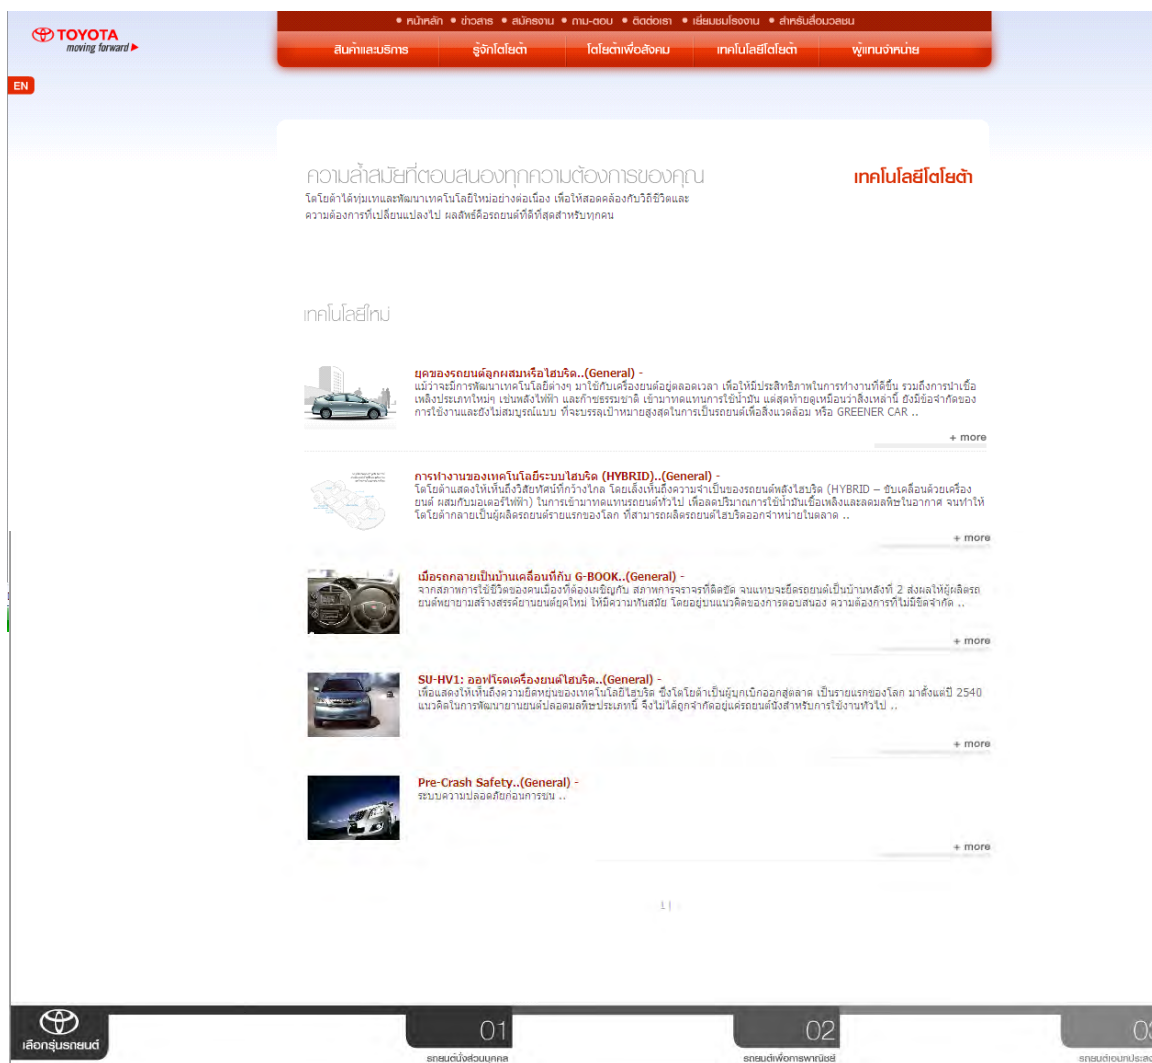 TOYOTA
moving forward
EN
• หน้าหลัก • ข่าวสาร • สมัครงาน • ถาม-ตอบ • ติดต่อเรา • เยี่ยมชมโรงงาน • สำหรับสื่อมวลชน
สินค้าและบริการ รู้จักโตโยต้า โตโยต้าเพื่อสังคม เทคโนโลยีโตโยต้า ผู้แทนจำหน่าย
ความล้ำสมัยที่ตอบสนองทุกความต้องการของคุณ
เทคโนโลยีโตโยต้า
โตโยต้าได้ทุ่มเทและพัฒนาเทคโนโลยีใหม่อย่างต่อเนื่อง เพื่อให้สอดคล้องกับวิถีชีวิตและ
ความต้องการที่เปลี่ยนแปลงไป ผลลัพธ์คือรถยนต์ที่ดีที่สุดสำหรับทุกคน
เทคโนโลยีใหม่
ยุคของรถยนต์ลูกผสมหรือไฮบริด..(General) -
แม้ว่าจะมีการพัฒนาเทคโนโลยีต่างๆ มาใช้กับเครื่องยนต์อยู่ตลอดเวลา เพื่อให้มีประสิทธิภาพในการทำงานที่ดีขึ้น รวมถึงการนำเชื้อ
เพลิงประเภทใหม่ๆ เช่นพลังไฟฟ้า และก๊าซธรรมชาติ เข้ามาทดแทนการใช้น้ำมัน แต่สุดท้ายดูเหมือนว่าสิ่งเหล่านี้ ยังมีข้อจำกัดของ
การใช้งานและยังไม่สมบูรณ์แบบ ที่จะบรรลุเป้าหมายสูงสุดในการเป็นรถยนต์เพื่อสิ่งแวดล้อม หรือ GREENER CAR ..
+ more
การทำงานของเทคโนโลยีระบบไฮบริด (HYBRID)..(General) -
โตโยต้าแสดงให้เห็นถึงวิสัยทัศน์ที่กว้างไกล โดยเล็งเห็นถึงความจำเป็นของรถยนต์พลังไฮบริด (HYBRID – ขับเคลื่อนด้วยเครื่อง
ยนต์ ผสมกับมอเตอร์ไฟฟ้า) ในการเข้ามาทดแทนรถยนต์ทั่วไป เพื่อลดปริมาณการใช้น้ำมันเชื้อเพลิงและลดมลพิษในอากาศ จนทำให้
โตโยต้ากลายเป็นผู้ผลิตรถยนต์รายแรกของโลก ที่สามารถผลิตรถยนต์ไฮบริดออกจำหน่ายในตลาด ..
+ more
เมื่อรถกลายเป็นบ้านเคลื่อนที่กับ G-BOOK..(General) -
จากสภาพการใช้ชีวิตของคนเมืองที่ต้องเผชิญกับ สภาพการจราจรที่ติดขัด จนแทบจะยึดรถยนต์เป็นบ้านหลังที่ 2 ส่งผลให้ผู้ผลิตรถ
ยนต์พยายามสร้างสรรค์ยานยนต์ยุคใหม่ ให้มีความทันสมัย โดยอยู่บนแนวคิดของการตอบสนอง ความต้องการที่ไม่มีขีดจำกัด ..
+ more
SU-HV1: ออฟโรดเครื่องยนต์ไฮบริด..(General) -
เพื่อแสดงให้เห็นถึงความยืดหยุ่นของเทคโนโลยีไฮบริด ซึ่งโตโยต้าเป็นผู้บุกเบิกออกสู่ตลาด เป็นรายแรกของโลก มาตั้งแต่ปี 2540
แนวคิดในการพัฒนายานยนต์ปลอดมลพิษประเภทนี้ จึงไม่ได้ถูกจำกัดอยู่แค่รถยนต์นั่งสำหรับการใช้งานทั่วไป ..
+ more
Pre-Crash Safety..(General) -
ระบบความปลอดภัยก่อนการชน ..
+ more
1 |
เลือกรุ่นรถยนต์
01 02 03
รถยนต์นั่งส่วนบุคคล รถยนต์เพื่อการพาณิชย์ รถยนต์เอนกประสง